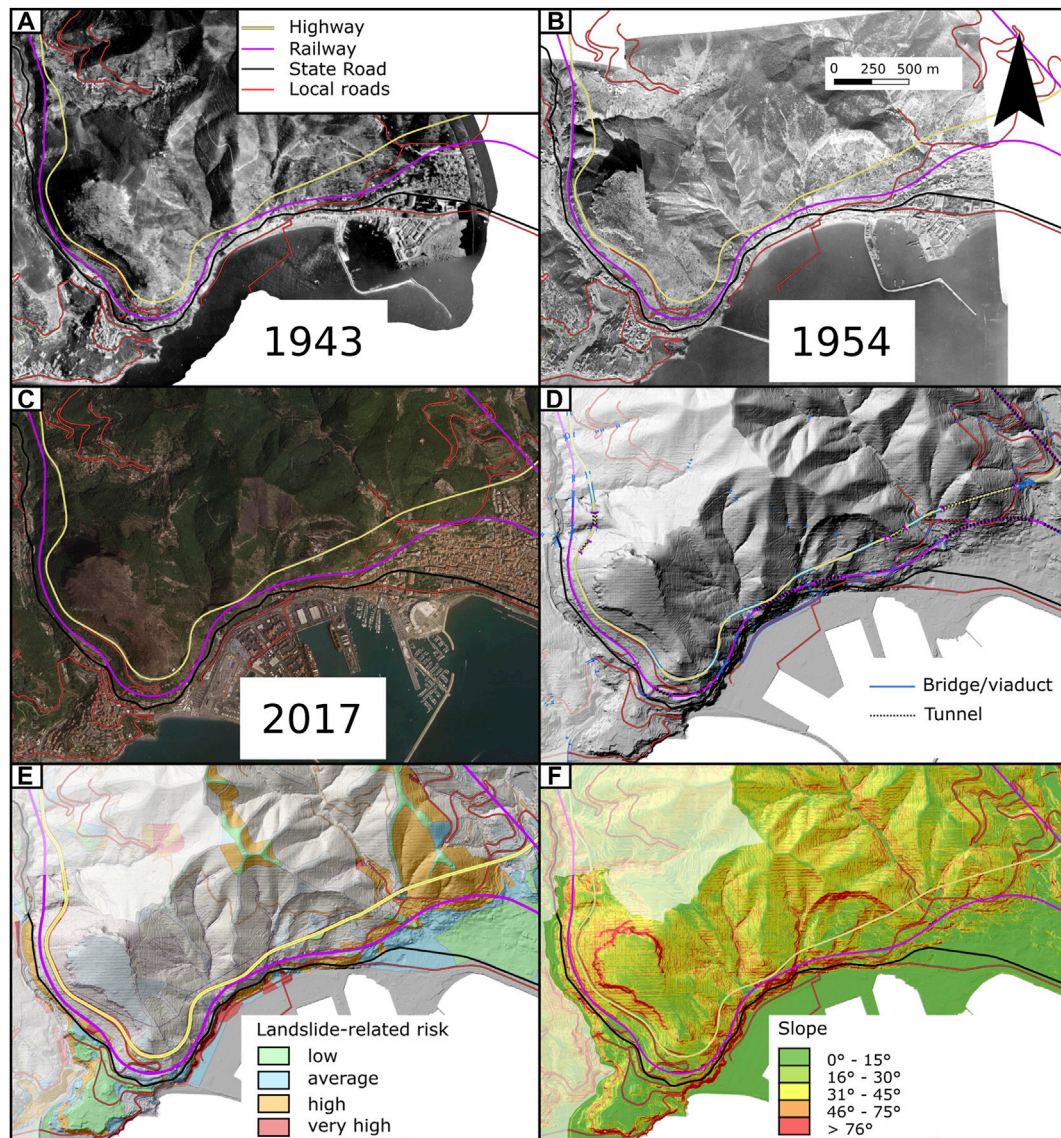 A
Highway
Railway
State Road
Local roads
1943
B
0 250 500 m
1954
C
2017
D
Bridge/viaduct
Tunnel
E
Landslide-related risk
low
average
high
very high
F
Slope
0° - 15°
16° - 30°
31° - 45°
46° - 75°
> 76°